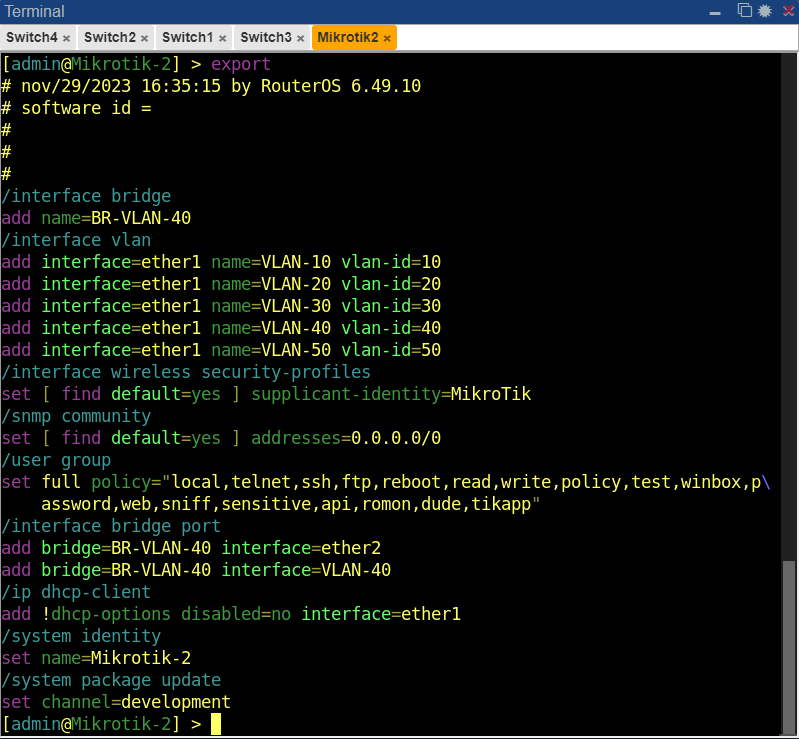 Terminal
Switch4 × Switch2 × Switch1 × Switch3 × Mikrotik2 ×
[admin@Mikrotik-2] > export
# nov/29/2023 16:35:15 by RouterOS 6.49.10
# software id =
#
#
#
/interface bridge
add name=BR-VLAN-40
/interface vlan
add interface=ether1 name=VLAN-10 vlan-id=10
add interface=ether1 name=VLAN-20 vlan-id=20
add interface=ether1 name=VLAN-30 vlan-id=30
add interface=ether1 name=VLAN-40 vlan-id=40
add interface=ether1 name=VLAN-50 vlan-id=50
/interface wireless security-profiles
set [ find default=yes ] supplicant-identity=MikroTik
/snmp community
set [ find default=yes ] addresses=0.0.0.0/0
/user group
set full policy="local,telnet,ssh,ftp,reboot,read,write,policy,test,winbox,p\
    assword,web,sniff,sensitive,api,romon,dude,tikapp"
/interface bridge port
add bridge=BR-VLAN-40 interface=ether2
add bridge=BR-VLAN-40 interface=VLAN-40
/ip dhcp-client
add !dhcp-options disabled=no interface=ether1
/system identity
set name=Mikrotik-2
/system package update
set channel=development
[admin@Mikrotik-2] >